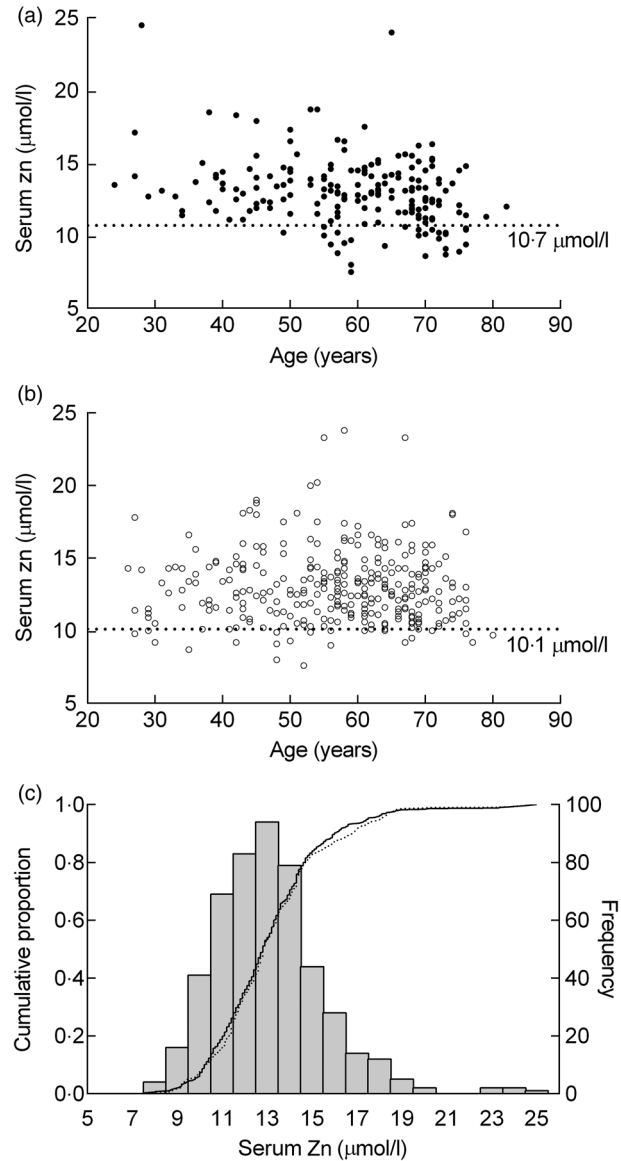 (a)
25
20
15
10
5
Serum zn (μmol/l)
10·7 μmol/l
20 30 40 50 60 70 80 90
Age (years)
(b)
25
20
15
10
5
Serum zn (μmol/l)
10·1 μmol/l
20 30 40 50 60 70 80 90
Age (years)
(c)
1·0
0·8
0·6
0·4
0·2
0·0
Cumulative proportion
100
80
60
40
20
0
Frequency
5 7 9 11 13 15 17 19 21 23 25
Serum Zn (μmol/l)